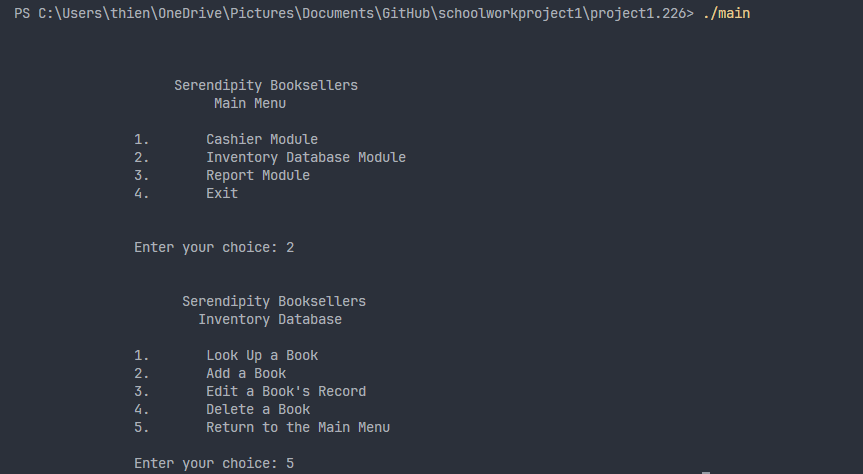 PS C:\Users\thien\OneDrive\Pictures\Documents\GitHub\schoolworkproject1\project1.226> ./main
Serendipity Booksellers
Main Menu
1. Cashier Module
2. Inventory Database Module
3. Report Module
4. Exit
Enter your choice: 2
Serendipity Booksellers
Inventory Database
1. Look Up a Book
2. Add a Book
3. Edit a Book's Record
4. Delete a Book
5. Return to the Main Menu
Enter your choice: 5